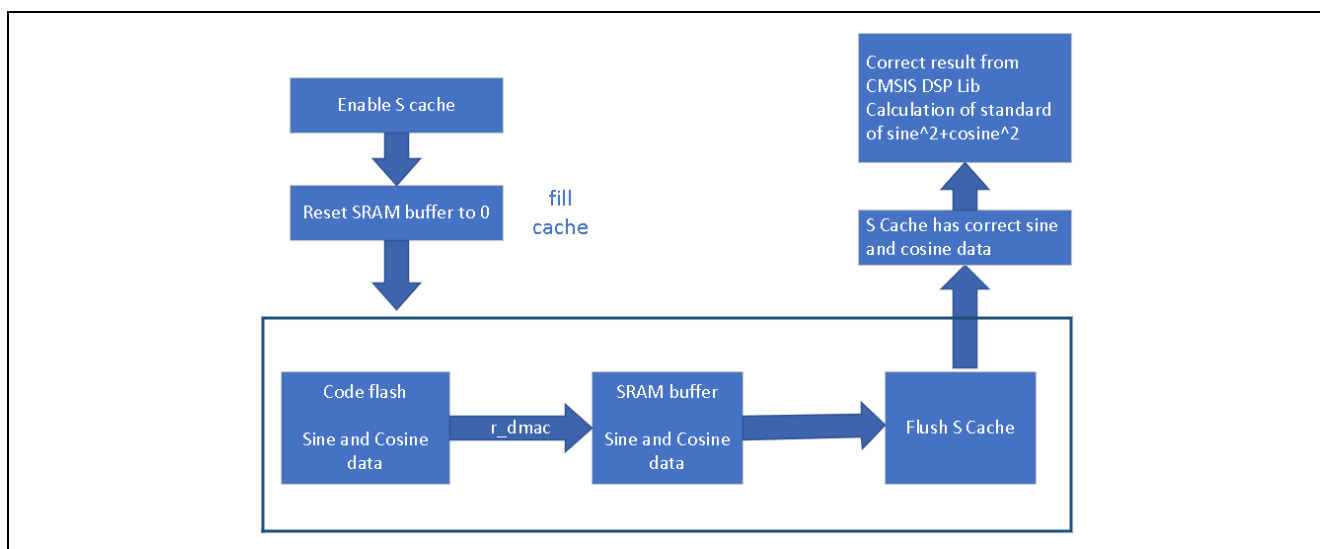 Enable S cache
Reset SRAM buffer to 0
fill
cache
Code flash
Sine and Cosine
data
r_dmac
SRAM buffer
Sine and Cosine
data
Flush S Cache
S Cache has correct sine
and cosine data
Correct result from
CMSIS DSP Lib
Calculation of standard
of sine^2+cosine^2